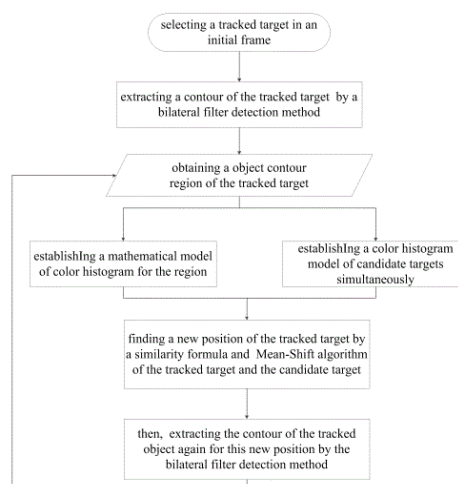 selecting a tracked target in an
initial frame
extracting a contour of the tracked target by a
bilateral filter detection method
obtaining a object contour
region of the tracked target
establishIng a mathematical model
of color histogram for the region
establishIng a color histogram
model of candidate targets
simultaneously
finding a new position of the tracked target by
a similarity formula and Mean-Shift algorithm
of the tracked target and the candidate target
then, extracting the contour of the tracked
object again for this new position by the
bilateral filter detection method